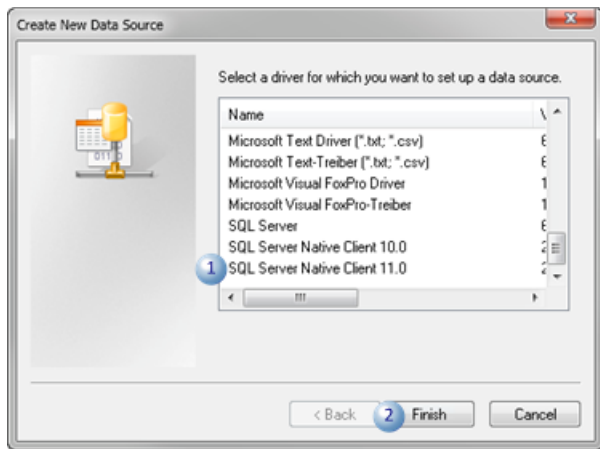 Create New Data Source
Select a driver for which you want to set up a data source.
Name
Microsoft Text Driver (*.txt; *.csv)
Microsoft Text-Treiber (*.txt; *.csv)
Microsoft Visual FoxPro Driver
Microsoft Visual FoxPro-Treiber
SQL Server
SQL Server Native Client 10.0
1 SQL Server Native Client 11.0
< Back 2 Finish Cancel